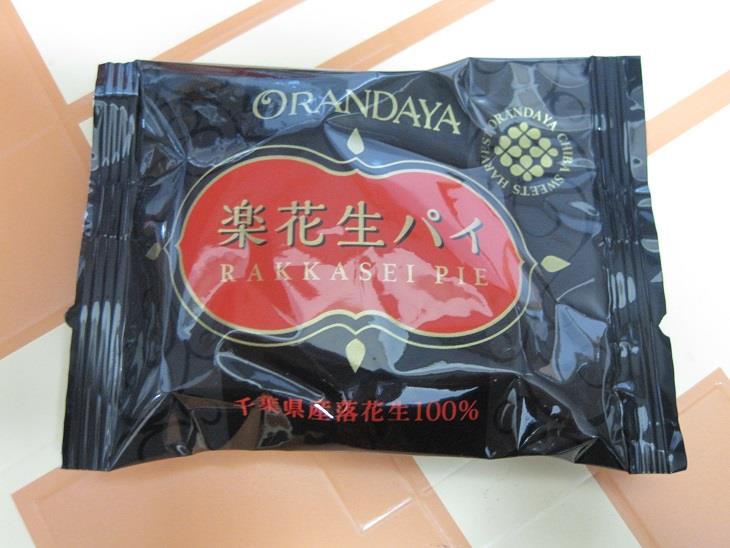 ORANDAYA
ORANDAYA CHIBA SWEETS HARVEST
楽花生パイ
RAKKASEI PIE
千葉県産落花生100%